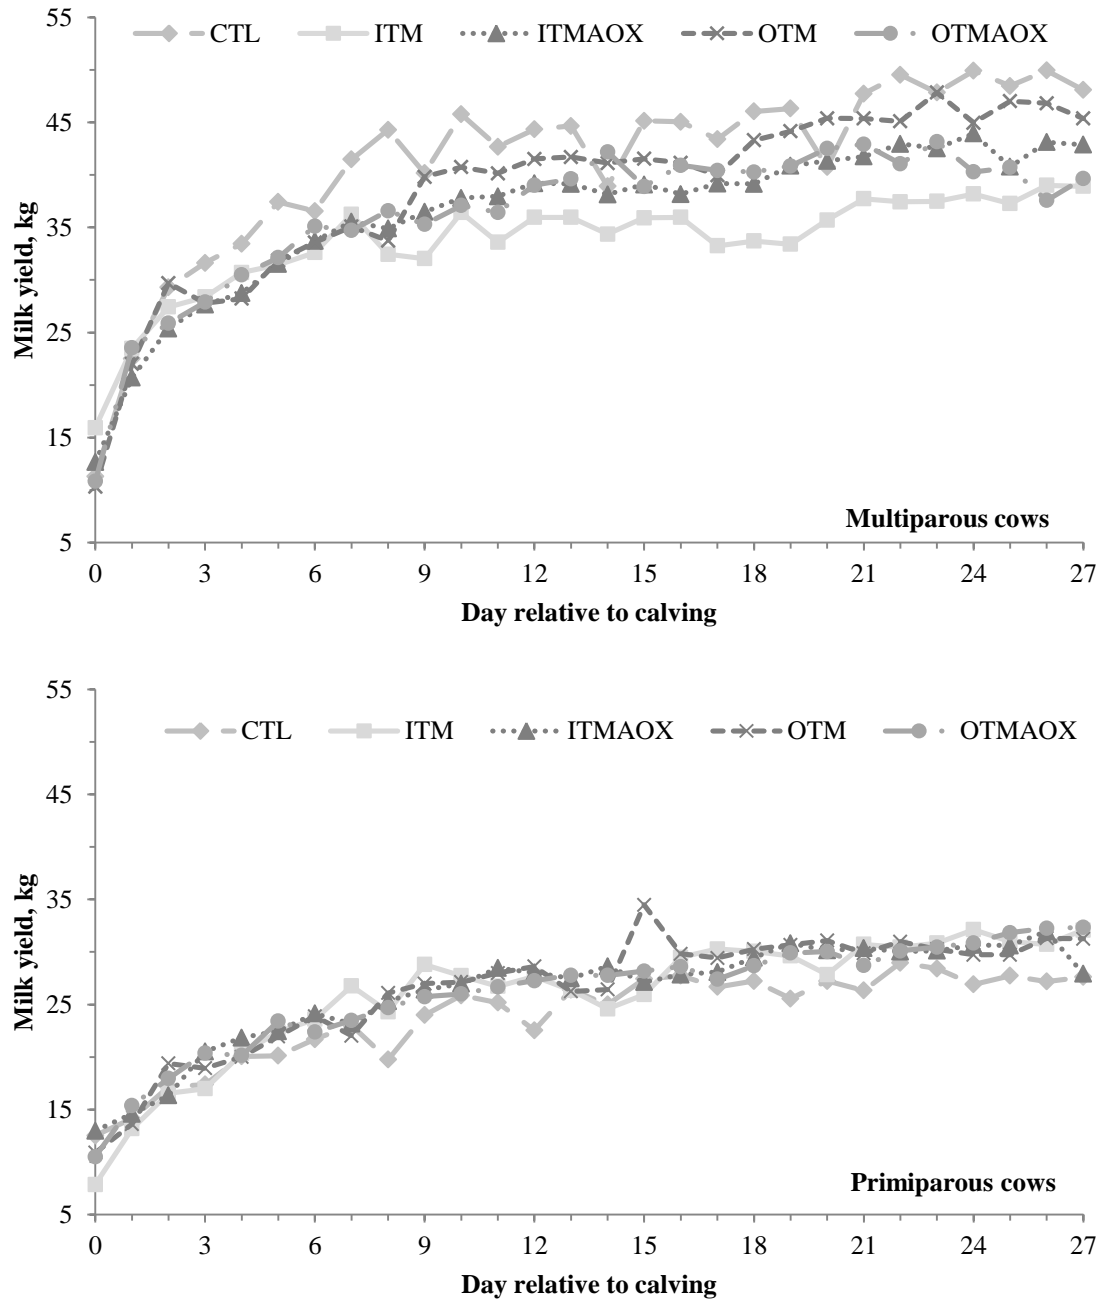 55
CTL ITM ITMAOX OTM OTMAOX
45
35
25
15
5
Milk yield, kg
Multiparous cows
0 3 6 9 12 15 18 21 24 27
Day relative to calving
55
CTL ITM ITMAOX OTM OTMAOX
45
35
25
15
5
Milk yield, kg
Primiparous cows
0 3 6 9 12 15 18 21 24 27
Day relative to calving